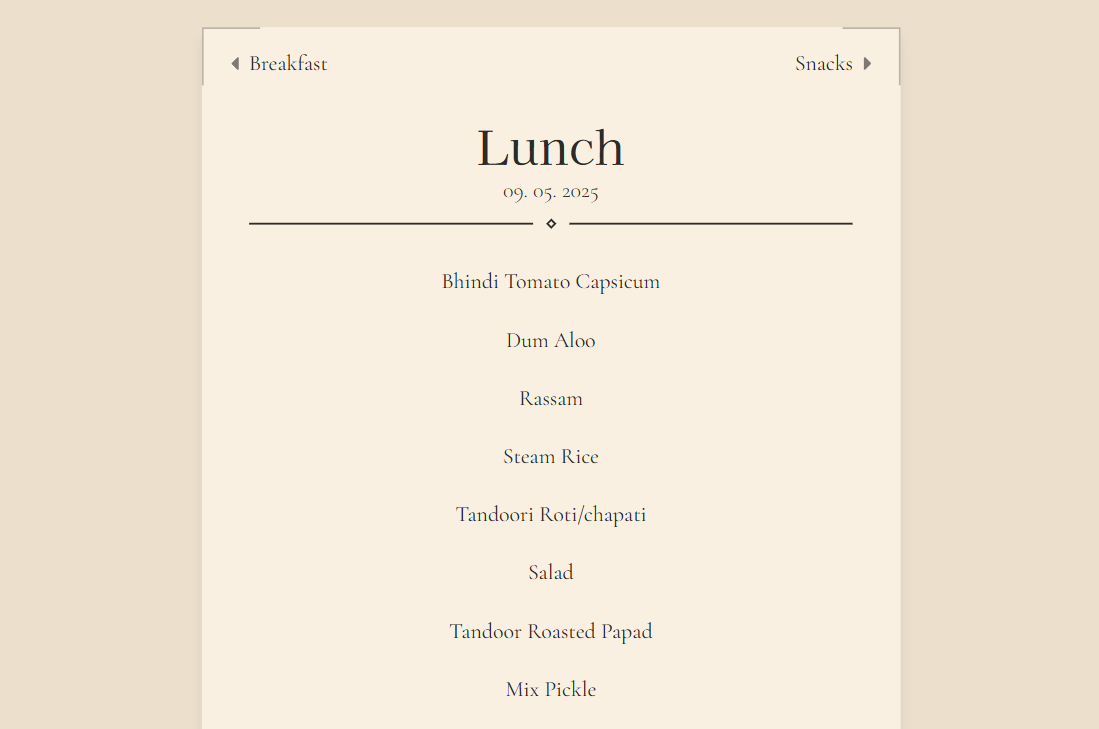 Breakfast
Snacks
Lunch
09. 05. 2025
Bhindi Tomato Capsicum
Dum Aloo
Rassam
Steam Rice
Tandoori Roti/chapati
Salad
Tandoor Roasted Papad
Mix Pickle